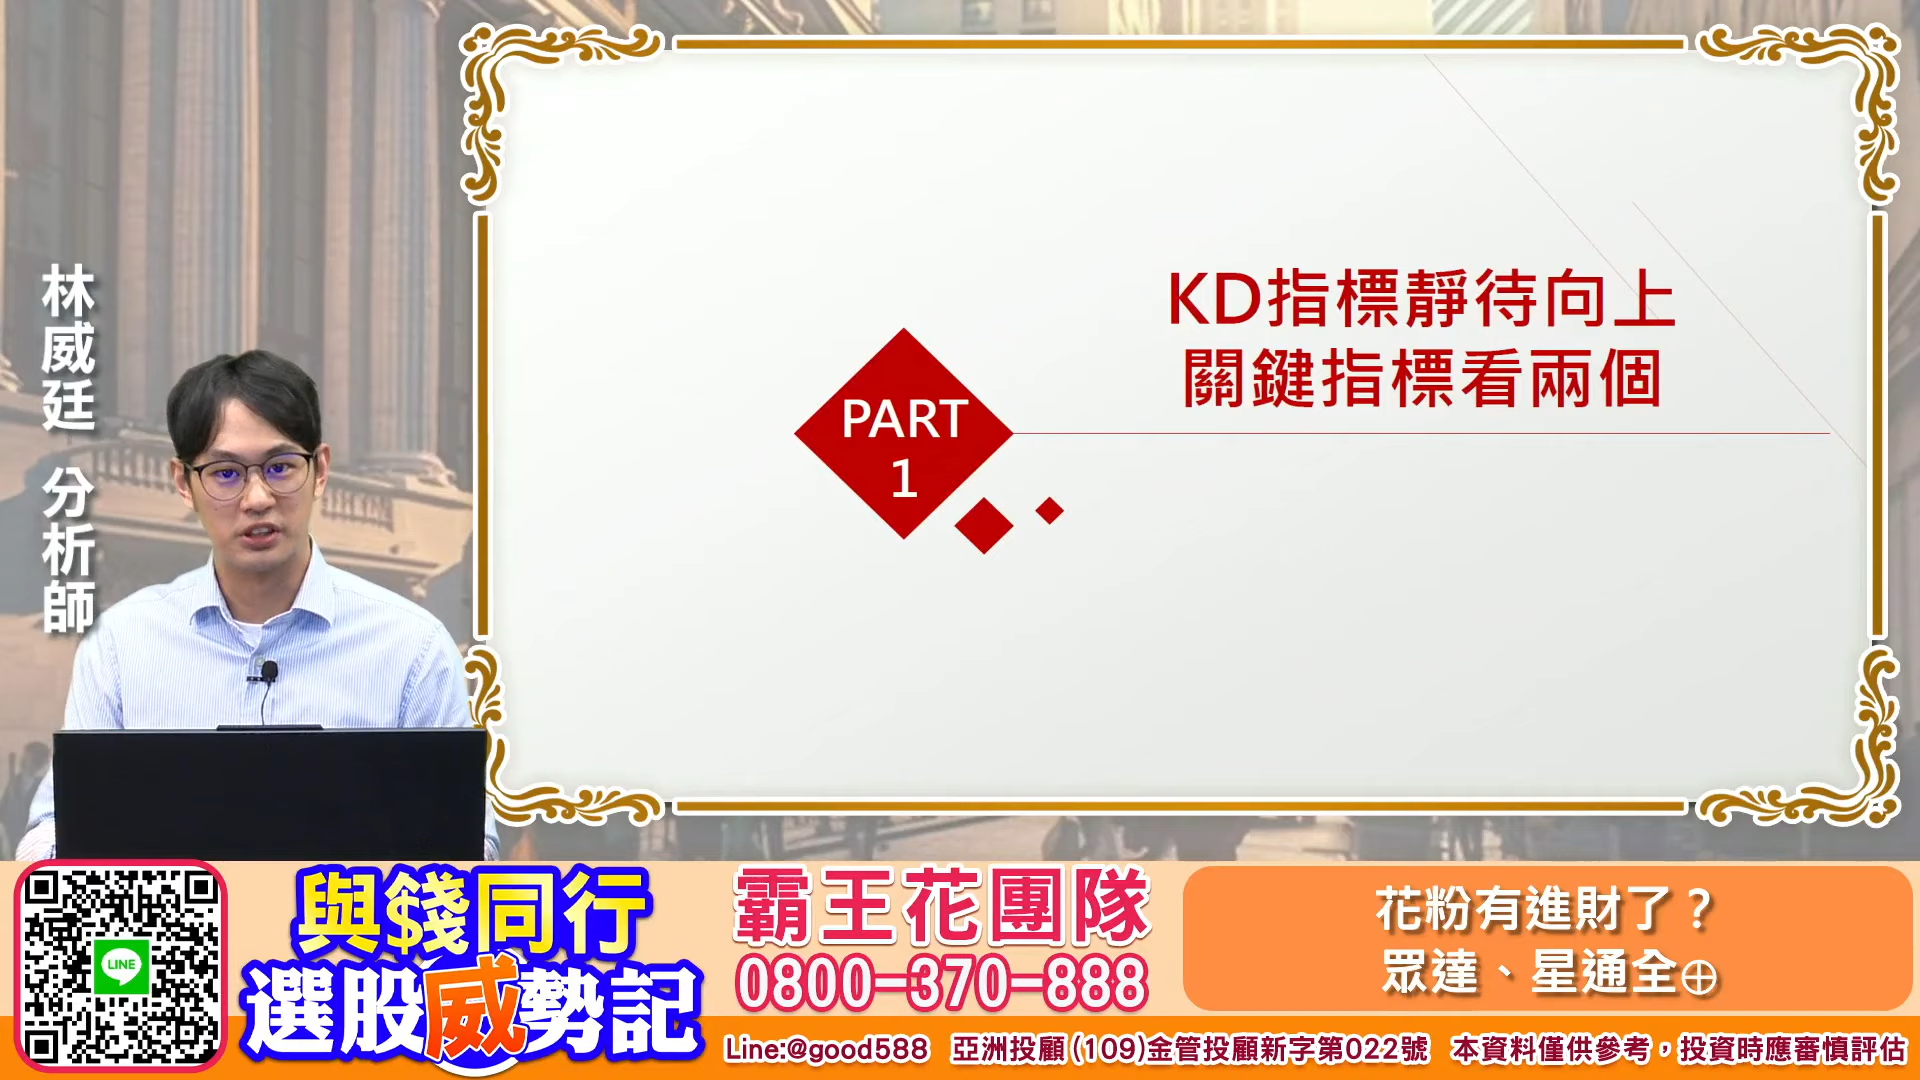 林威廷 分析師
KD指標靜待向上
關鍵指標看兩個
PART
1
LINE
與錢同行
選股威勢記
霸王花團隊
0800-370-888
花粉有進財了？
眾達、星通全⊕
Line:@good588 亞洲投顧(109)金管投顧新字第022號 本資料僅供參考，投資時應審慎評估